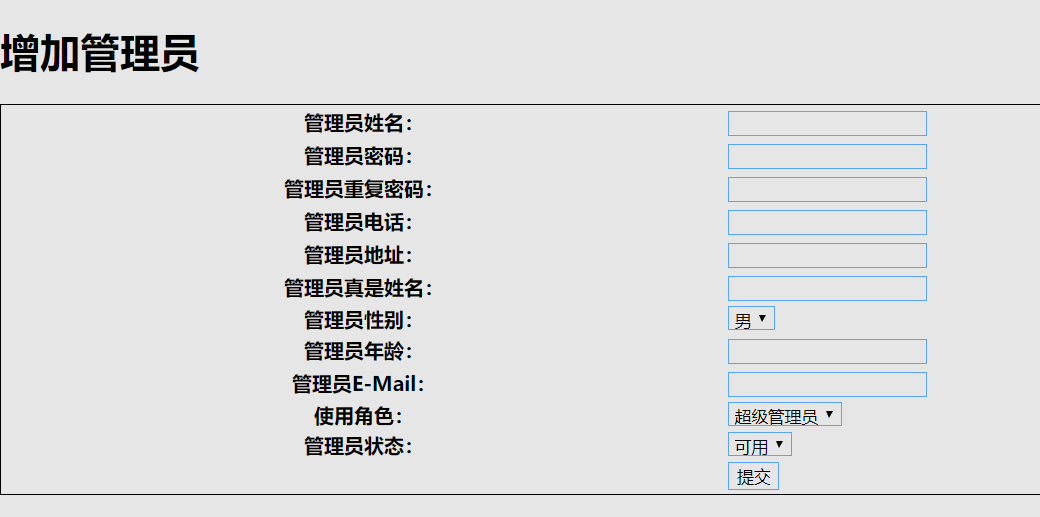 增加管理员
管理员姓名：
管理员密码：
管理员重复密码：
管理员电话：
管理员地址：
管理员真是姓名：
管理员性别： 男
管理员年龄：
管理员E-Mail：
使用角色： 超级管理员
管理员状态： 可用
提交